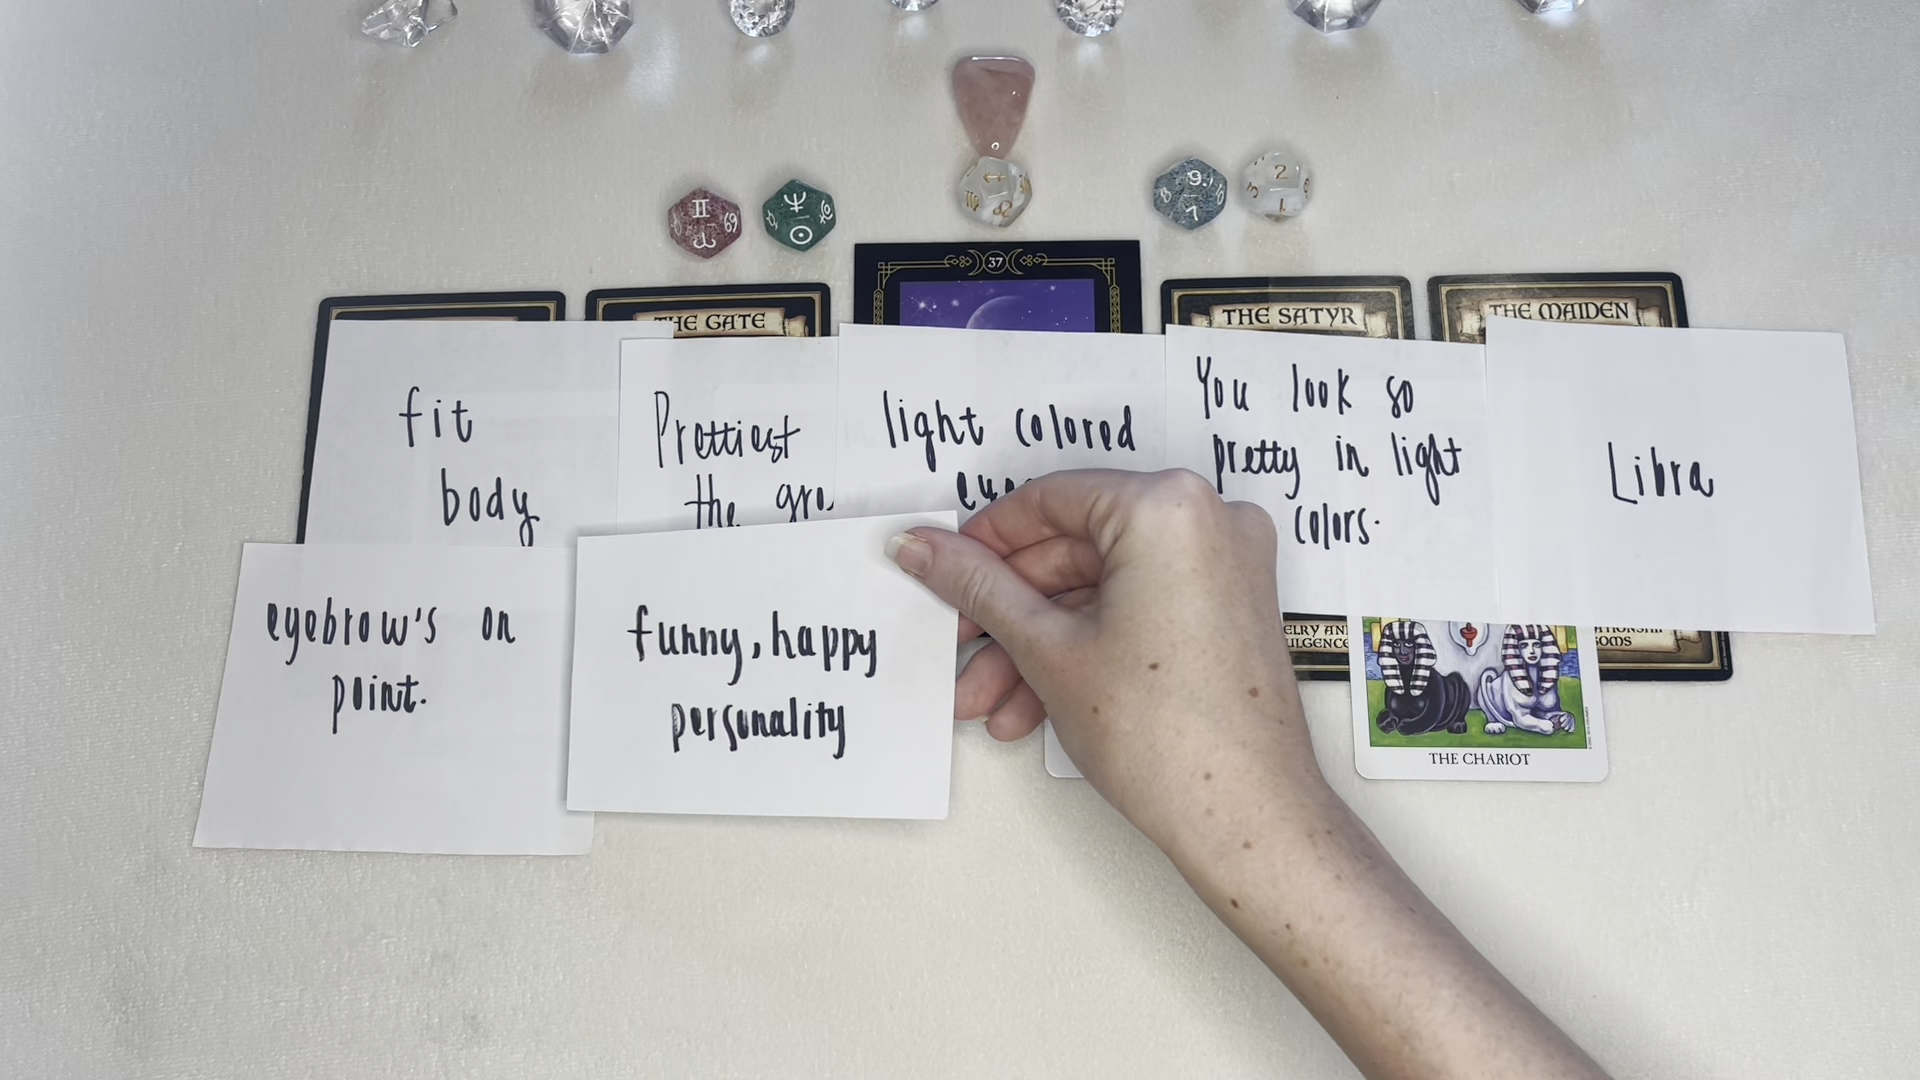 37
THE GATE
THE SATYR
THE MAIDEN
fit
body
Prettiest
the
light colored
You look so
pretty in light
colors.
Libra
eyebrow's on
point.
funny, happy
personality
THE CHARIOT